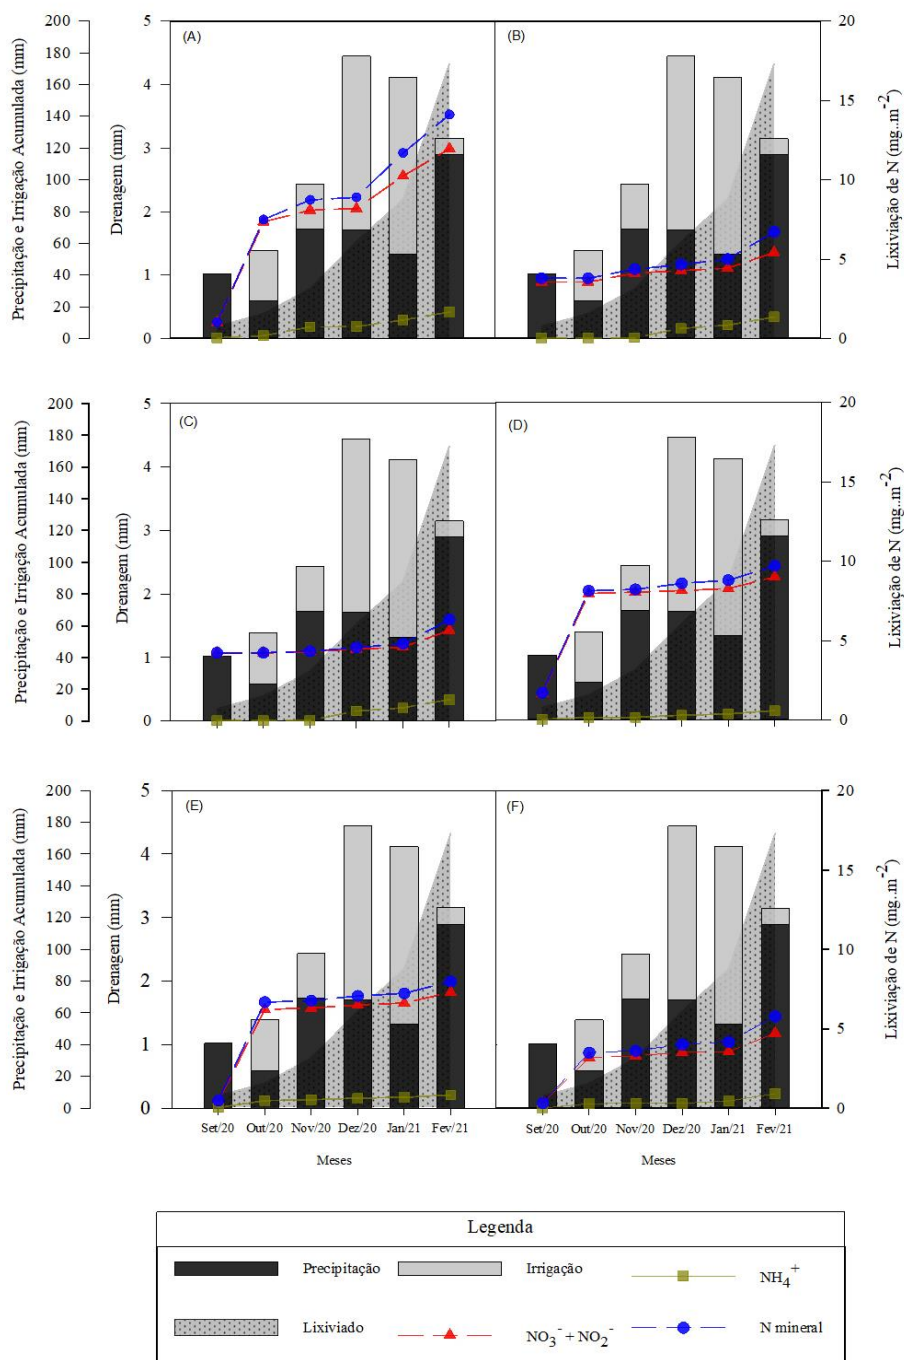 (A)
(B)
200
180
160
140
120
100
80
60
40
20
0
Precipitação e Irrigação Acumulada (mm)
5
4
3
2
1
0
Drenagem (mm)
20
15
10
5
0
Lixiviação de N (mg..m-2)
(C)
(D)
200
180
160
140
120
100
80
60
40
20
0
Precipitação e Irrigação Acumulada (mm)
5
4
3
2
1
0
Drenagem (mm)
20
15
10
5
0
Lixiviação de N (mg..m-2)
(E)
(F)
200
180
160
140
120
100
80
60
40
20
0
Precipitação e Irrigação Acumulada (mm)
5
4
3
2
1
0
Drenagem (mm)
20
15
10
5
0
Lixiviação de N (mg..m-2)
Set/20 Out/20 Nov/20 Dez/20 Jan/21 Fev/21
Set/20 Out/20 Nov/20 Dez/20 Jan/21 Fev/21
Meses
Meses
Legenda
Precipitação
Irrigação
NH4+
Lixiviado
NO3- + NO2-
N mineral